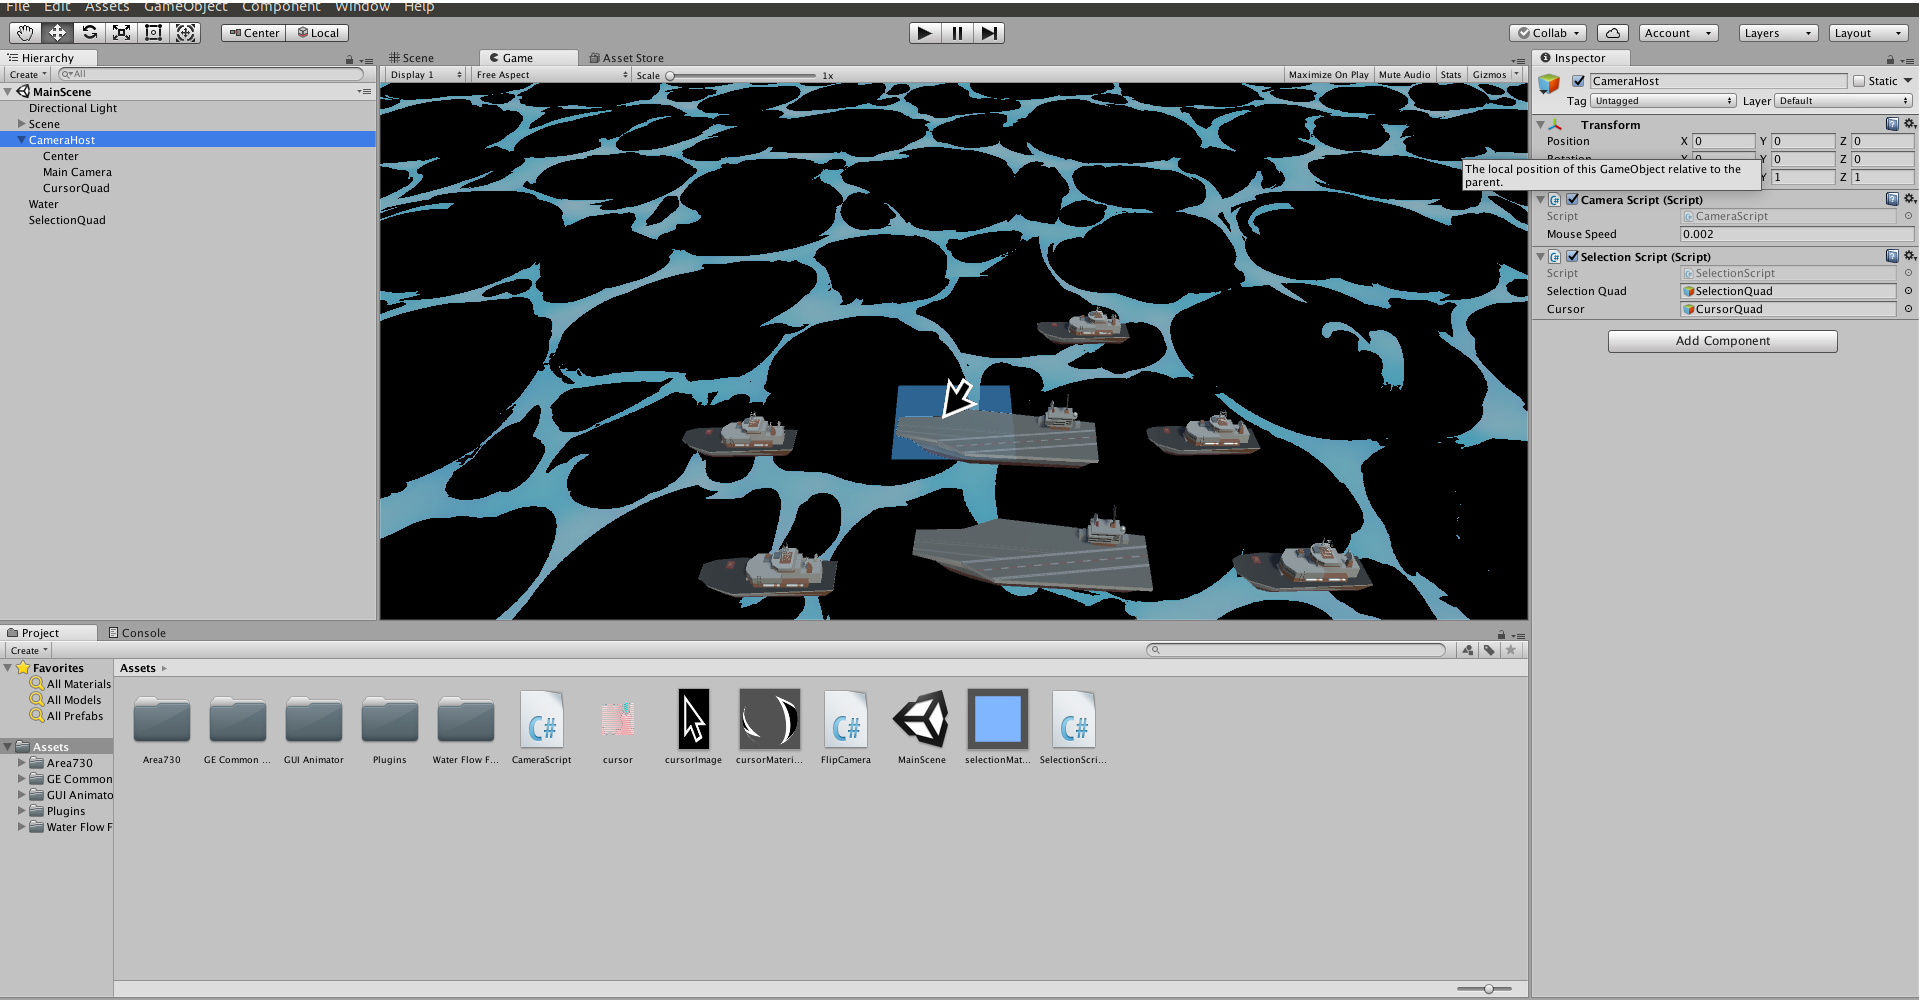 File Edit Assets GameObject Component Window Help
Center Local
Collab Account Layers Layout
Hierarchy
Create All
MainScene
Directional Light
Scene
CameraHost
Center
Main Camera
CursorQuad
Water
SelectionQuad
Scene Game Asset Store
Display 1 Free Aspect Scale 1x Maximize On Play Mute Audio Stats Gizmos
Inspector
CameraHost Static
Tag Untagged Layer Default
Transform
Position X 0 Y 0 Z 0
Rotation X 0 Y 0 Z 0
The local position of this GameObject relative to the
parent.
Y 1 Z 1
Camera Script (Script)
Script CameraScript
Mouse Speed 0.002
Selection Script (Script)
Script SelectionScript
Selection Quad SelectionQuad
Cursor CursorQuad
Add Component
Project Console
Create
Favorites
All Materials
All Models
All Prefabs
Assets
Area730
GE Common
GUI Animato
Plugins
Water Flow F
Assets
Area730 GE Common ... GUI Animator Plugins Water Flow F... CameraScript cursor cursorImage cursorMateri... FlipCamera MainScene selectionMat... SelectionScri...
C# C# C#